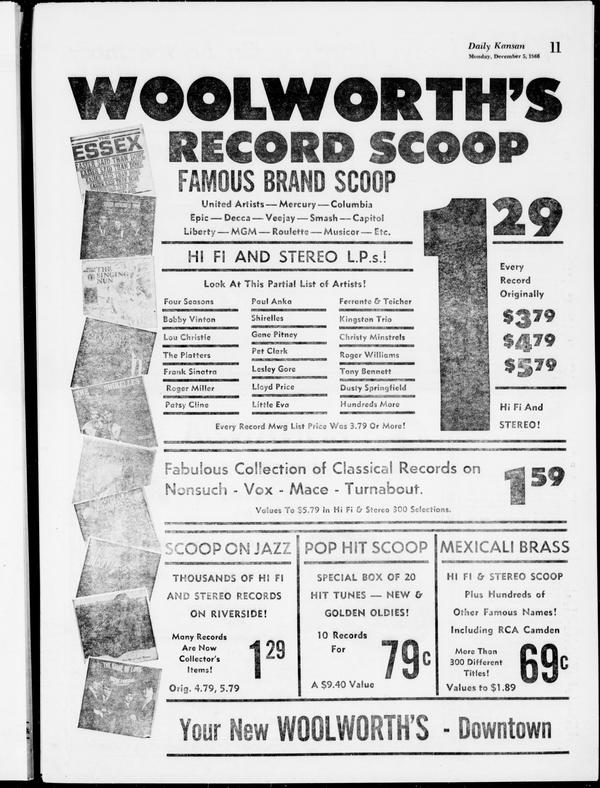 Daily Kansan 11
Monday, December 5, 1966
WOOLWORTH'S
RECORD SCOOP
FAMOUS BRAND SCOOP
United Artists — Mercury — Columbia
Epic — Decca — Veejay — Smash — Capitol
Liberty — MGM — Roulette — Musicor — Etc.
HI FI AND STEREO L.P.s.!
Look At This Partial List of Artists!
Four Seasons
Bobby Vinton
Lou Christie
The Platters
Frank Sinatra
Roger Miller
Patsy Cline
Paul Anka
Shirelles
Gene Pitney
Pet Clark
Lesley Gore
Lloyd Price
Little Eva
Ferrante & Teicher
Kingston Trio
Christy Minstrels
Roger Williams
Tony Bennett
Dusty Springfield
Hundreds More
Every Record Mwg List Price Was 3.79 Or More!
1 29
Every
Record
Originally
$3 79
$4 79
$5 79
Hi Fi And
STEREO!
THE
ESSEX
EASIER SAID THAN DONE
THE
SINGING
NUN
SHIRELLES
Fabulous Collection of Classical Records on
Nonsuch - Vox - Mace - Turnabout.
Values To $5.79 In Hi Fi & Stereo 300 Selections.
1 59
SCOOP ON JAZZ
THOUSANDS OF HI FI
AND STEREO RECORDS
ON RIVERSIDE!
Many Records
Are Now
Collector's
Items!
1 29
Orig. 4.79, 5.79
POP HIT SCOOP
SPECIAL BOX OF 20
HIT TUNES — NEW &
GOLDEN OLDIES!
10 Records
For
79c
A $9.40 Value
MEXICALI BRASS
HI FI & STEREO SCOOP
Plus Hundreds of
Other Famous Names!
Including RCA Camden
More Than
300 Different
Titles!
69c
Values to $1.89
Your New WOOLWORTH'S - Downtown